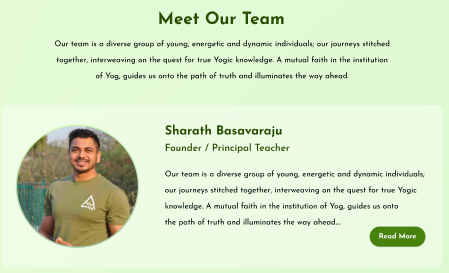 Meet Our Team
Our team is a diverse group of young, energetic and dynamic individuals; our journeys stitched
together, interweaving on the quest for true Yogic knowledge. A mutual faith in the institution
of Yog, guides us onto the path of truth and illuminates the way ahead.
Sharath Basavaraju
Founder / Principal Teacher
Our team is a diverse group of young, energetic and dynamic individuals;
our journeys stitched together, interweaving on the quest for true Yogic
knowledge. A mutual faith in the institution of Yog, guides us onto
the path of truth and illuminates the way ahead...
Read More